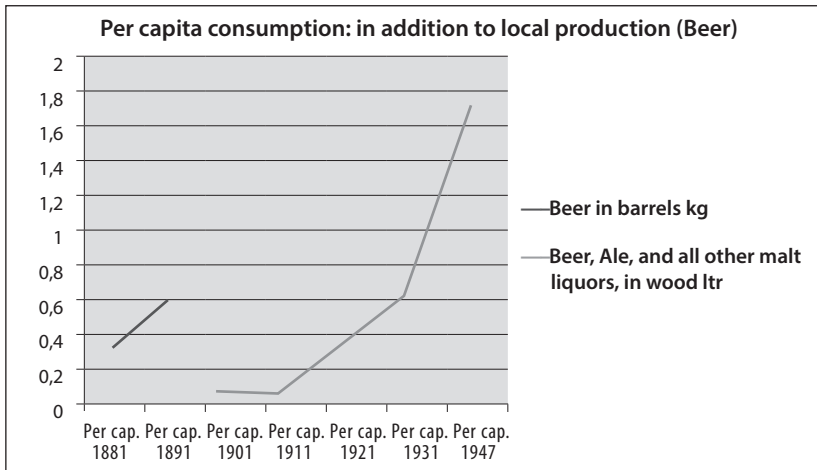 Per capita consumption: in addition to local production (Beer)
2
1,8
1,6
1,4
1,2
1
0,8
0,6
0,4
0,2
0
Per cap. Per cap. Per cap. Per cap. Per cap. Per cap. Per cap.
1881 1891 1901 1911 1921 1931 1947
Beer in barrels kg
Beer, Ale, and all other malt
liquors, in wood ltr